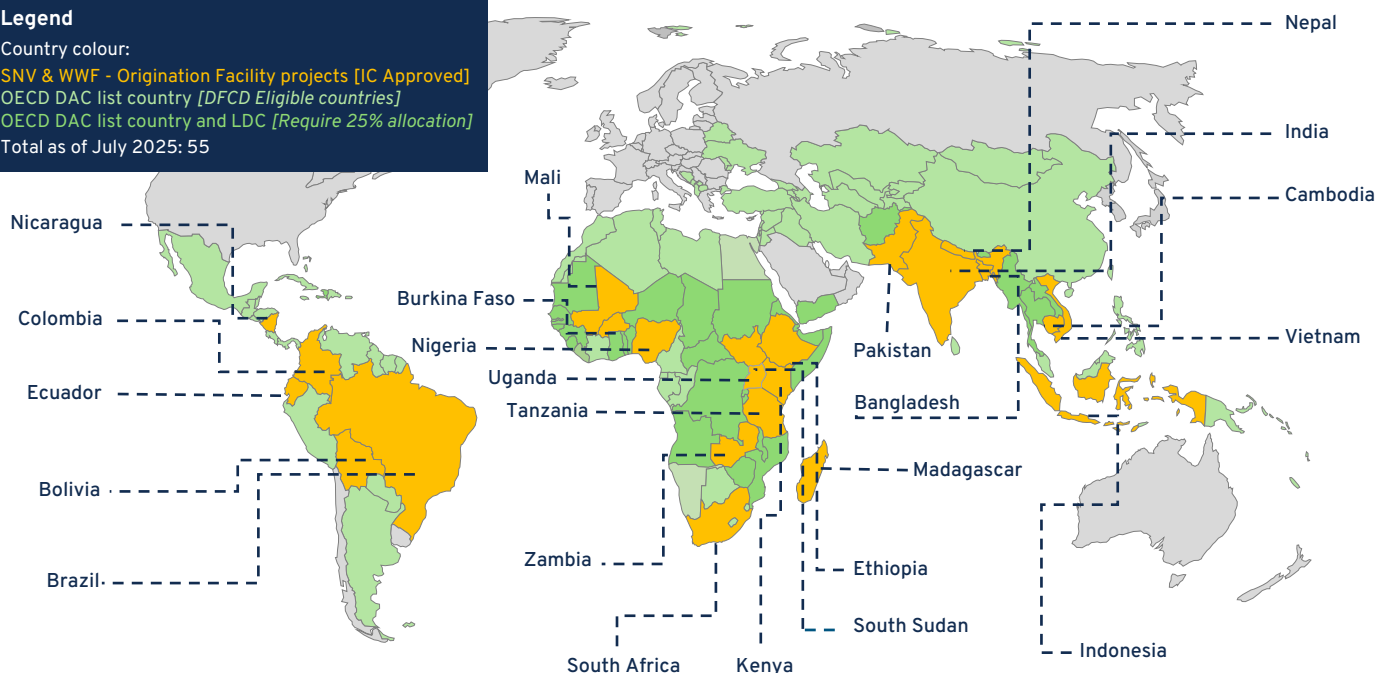 Legend
Country colour:
SNV & WWF - Origination Facility projects [IC Approved]
OECD DAC list country [DFCD Eligible countries]
OECD DAC list country and LDC [Require 25% allocation]
Total as of July 2025: 55
Nepal
India
Mali
Cambodia
Nicaragua
Burkina Faso
Colombia
Vietnam
Nigeria
Pakistan
Uganda
Ecuador
Bangladesh
Tanzania
Madagascar
Bolivia
Zambia
Ethiopia
Brazil
South Sudan
Indonesia
South Africa
Kenya